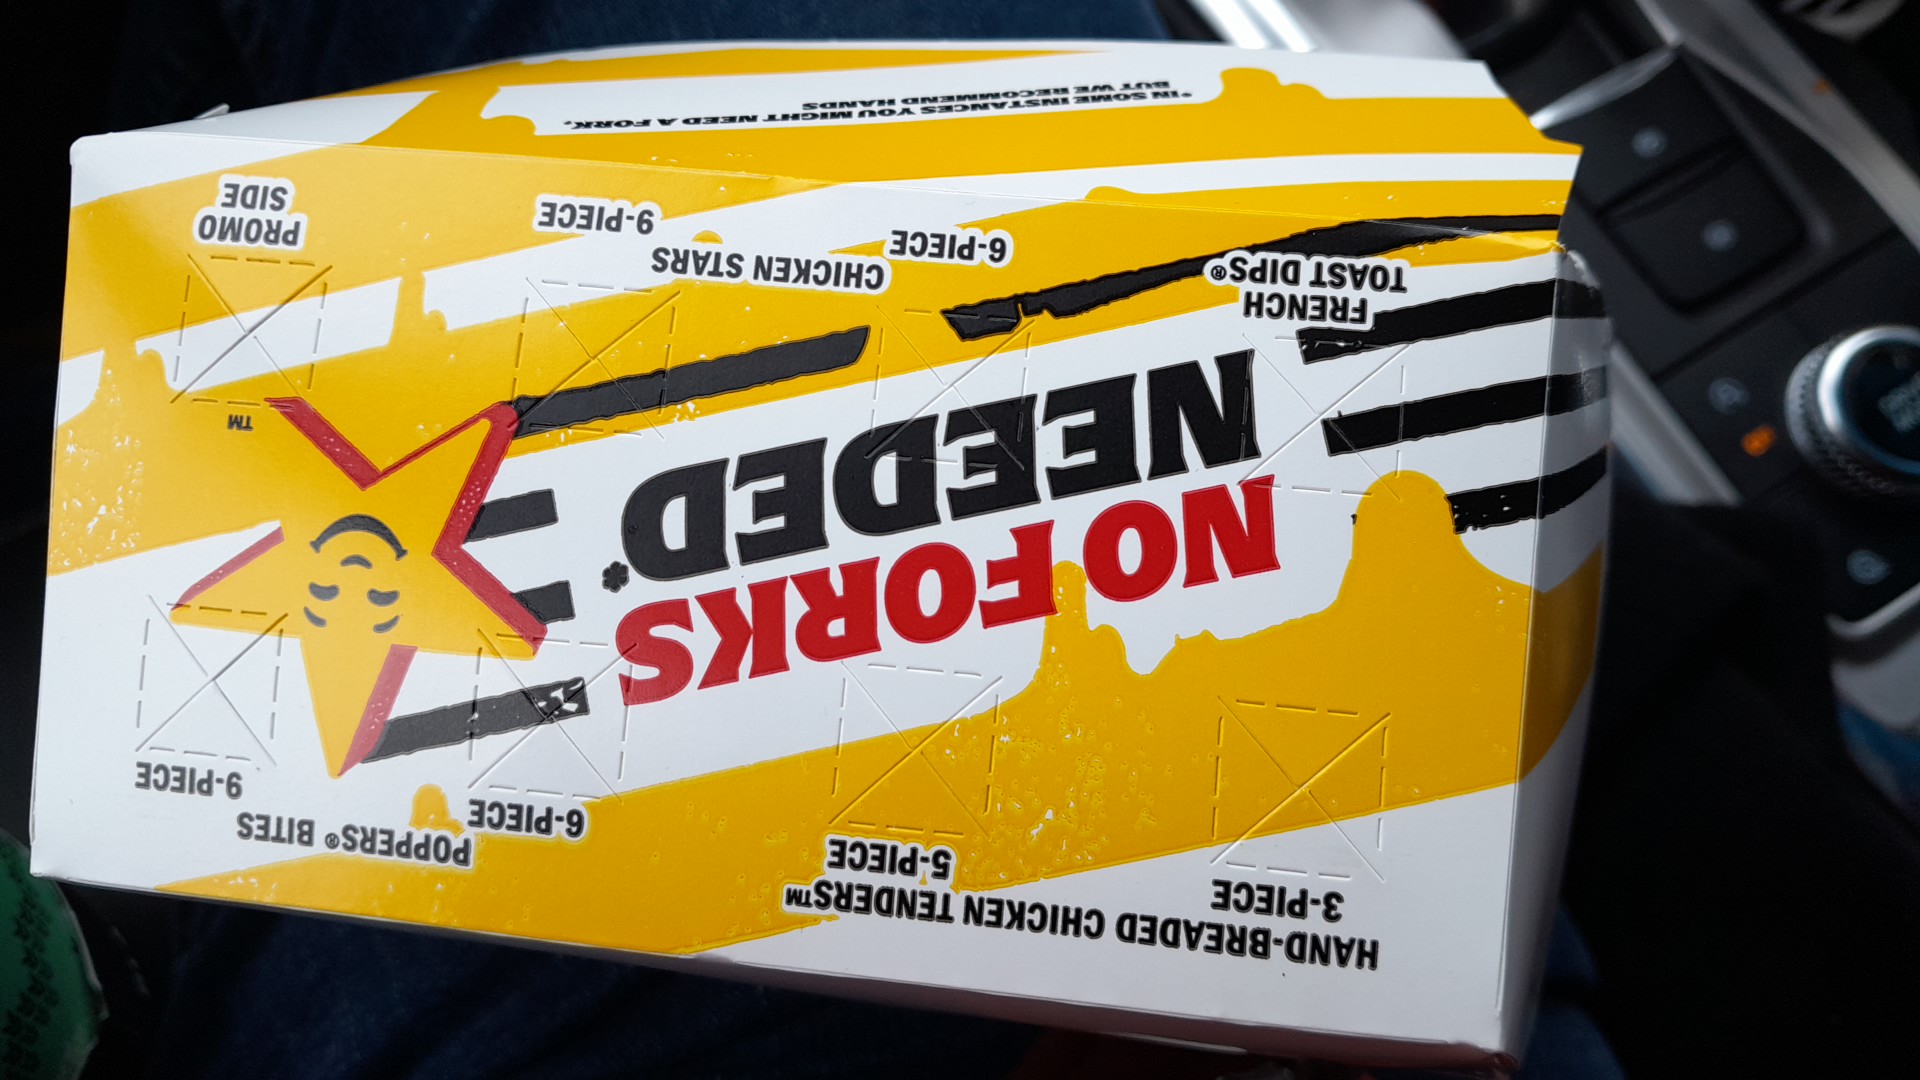 HAND-BREADED CHICKEN TENDERS™
3-PIECE
5-PIECE
POPPERS® BITES
6-PIECE
9-PIECE
NO FORKS
NEEDED.*
™
FRENCH
TOAST DIPS®
CHICKEN STARS
6-PIECE
9-PIECE
PROMO
SIDE
*IN SOME INSTANCES YOU MIGHT NEED A FORK,
BUT WE RECOMMEND HANDS